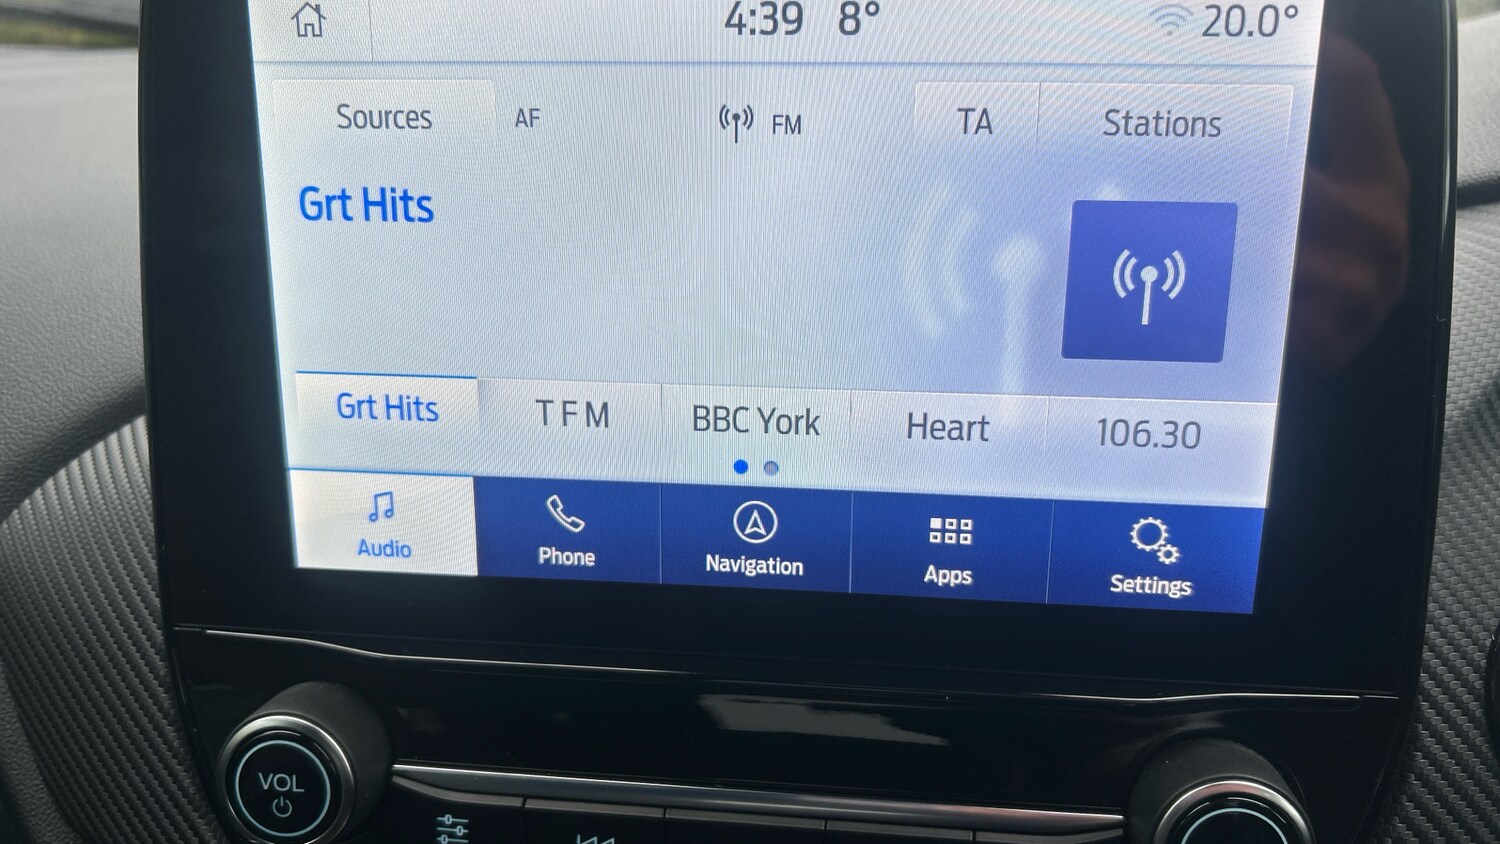 4:39 8° 20.0°
Sources AF FM TA Stations
Grt Hits
Grt Hits T F M BBC York Heart 106.30
Audio Phone Navigation Apps Settings
VOL